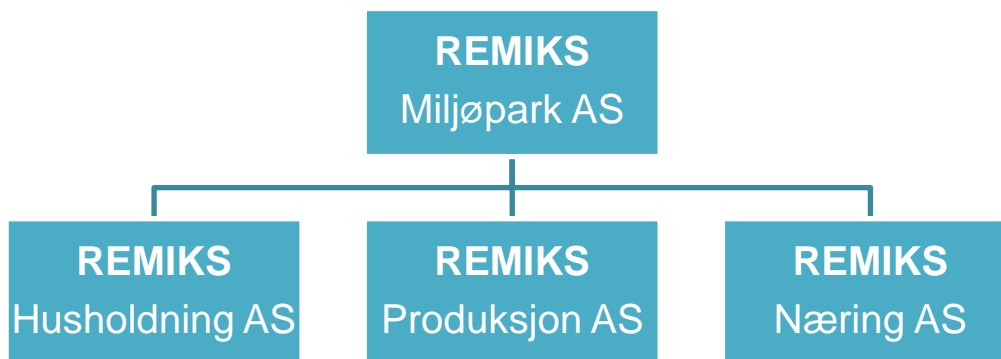 REMIKS
Miljøpark AS
REMIKS
Husholdning AS
REMIKS
Produksjon AS
REMIKS
Næring AS